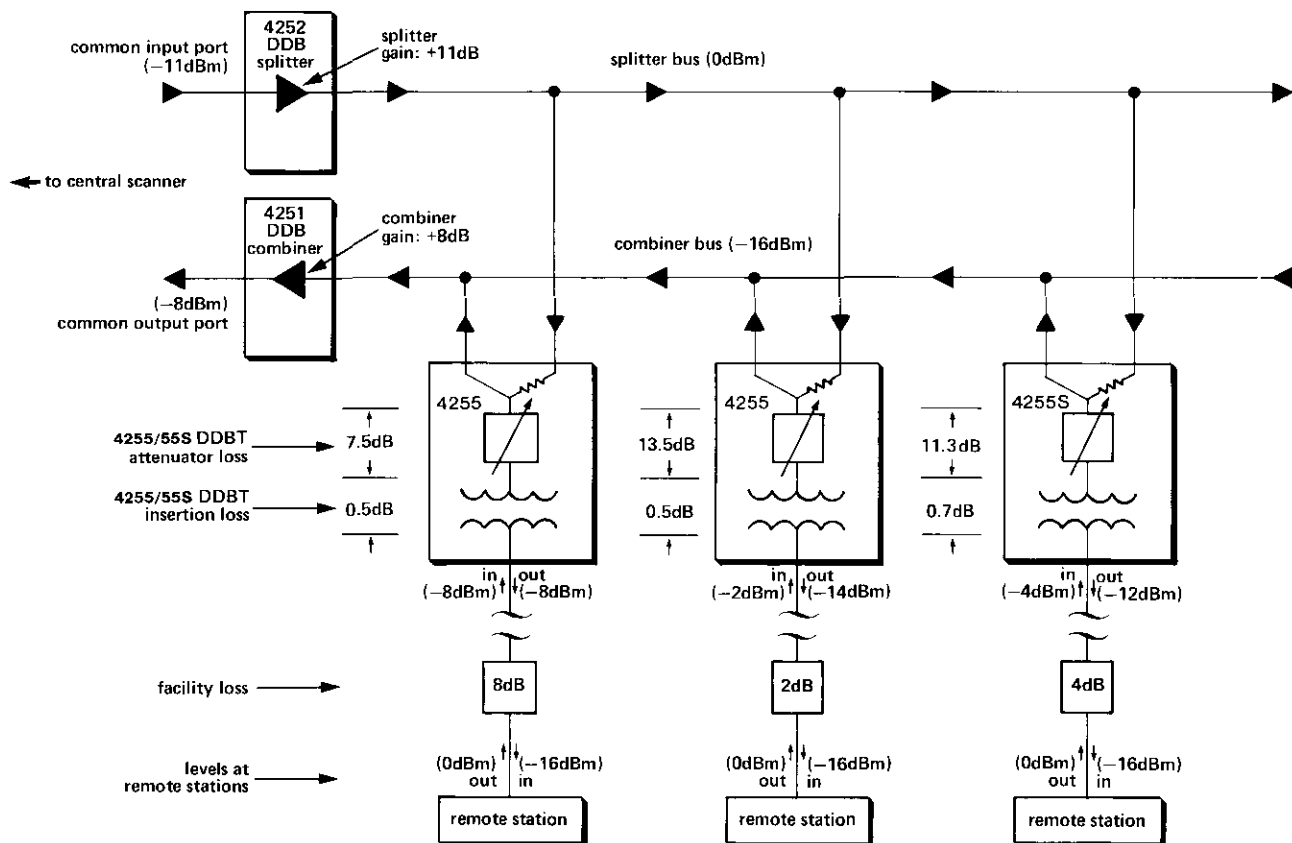 4252
DDB
splitter
splitter
gain: +11dB
common input port
(−11dBm)
splitter bus (0dBm)
to central scanner
4251
DDB
combiner
combiner
gain: +8dB
combiner bus (−16dBm)
(−8dBm)
common output port
4255
4255
4255S
4255/55S DDBT
attenuator loss
7.5dB
13.5dB
11.3dB
4255/55S DDBT
insertion loss
0.5dB
0.5dB
0.7dB
in out
(−8dBm) (−8dBm)
in out
(−2dBm) (−14dBm)
in out
(−4dBm) (−12dBm)
facility loss
8dB
2dB
4dB
levels at
remote stations
(0dBm) (−16dBm)
out in
(0dBm) (−16dBm)
out in
(0dBm) (−16dBm)
out in
remote station
remote station
remote station